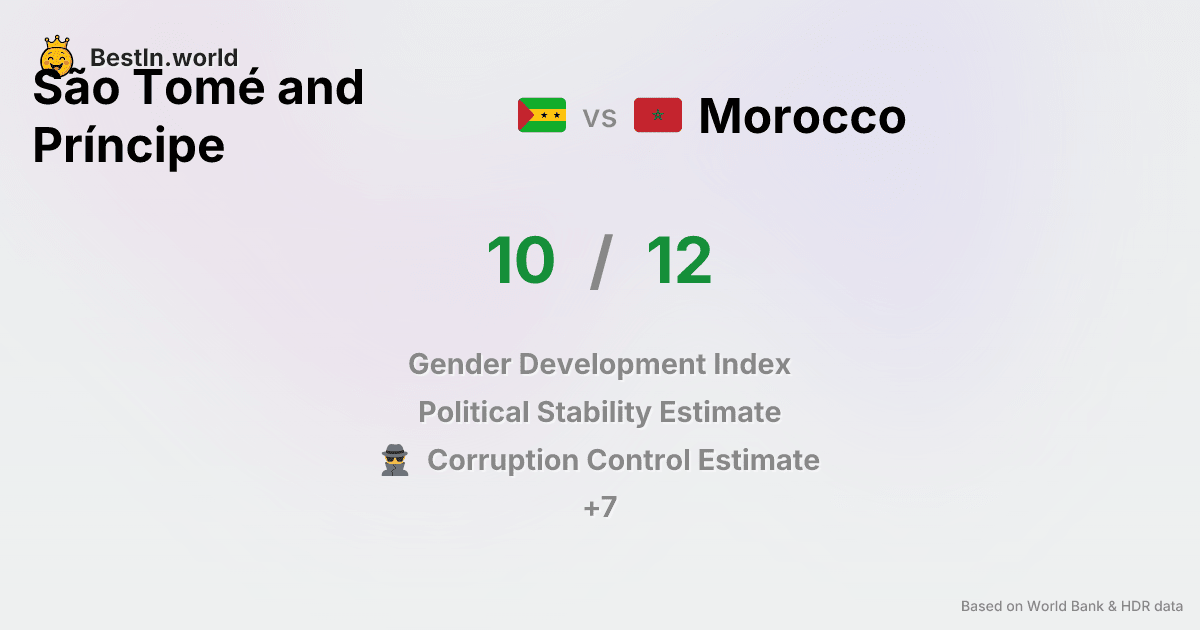 BestIn.world
São Tomé and
Príncipe
vs
Morocco
10 / 12
Gender Development Index
Political Stability Estimate
Corruption Control Estimate
+7
Based on World Bank & HDR data